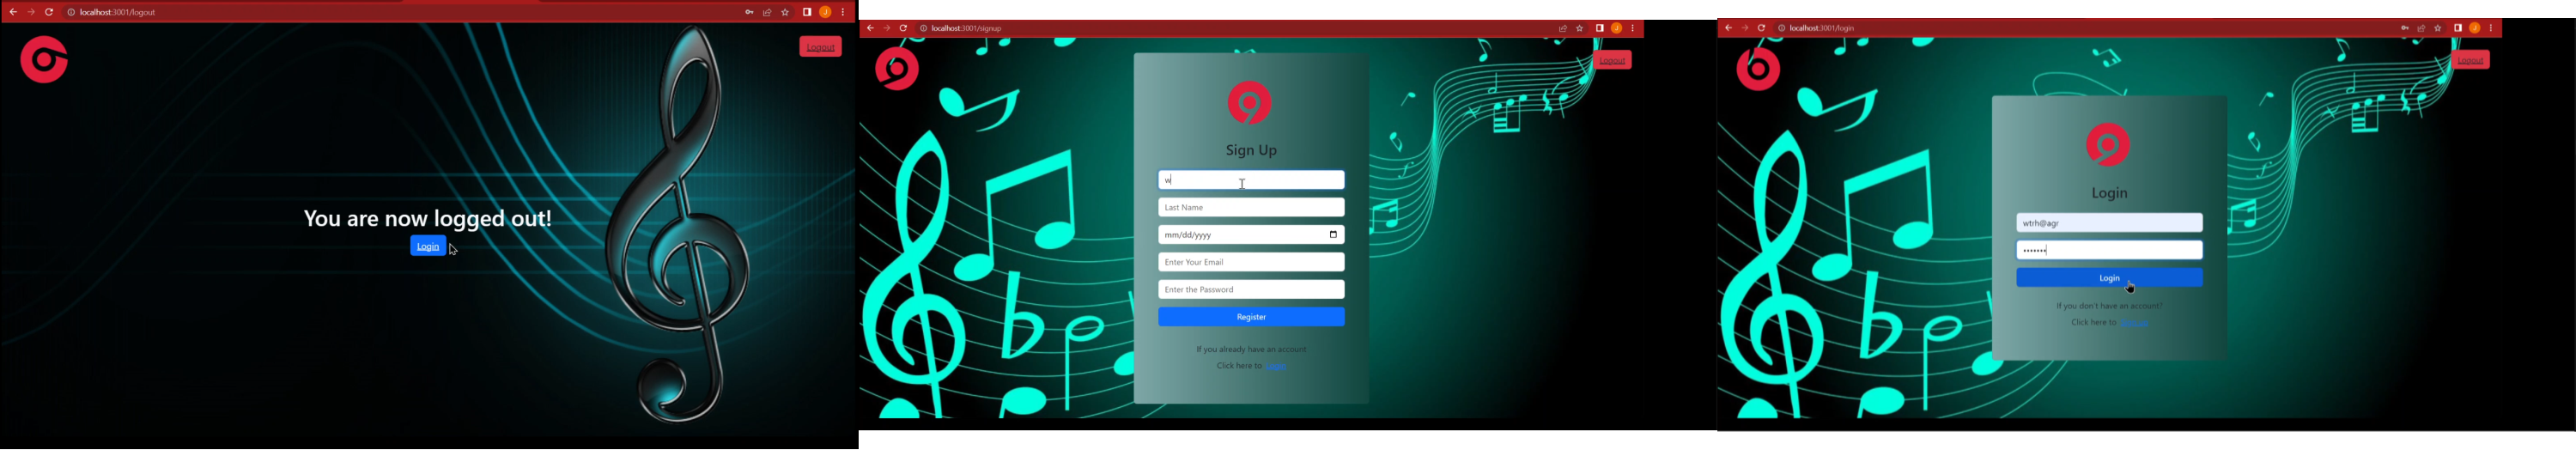 localhost:3001/logout
Logout
You are now logged out!
Login
localhost:3001/signup
Logout
Sign Up
w
Last Name
mm/dd/yyyy
Enter Your Email
Enter the Password
Register
If you already have an account
Click here to
localhost:3001/login
Logout
Login
wtrh@agr
•••••••
Login
If you don't have an account?
Click here to